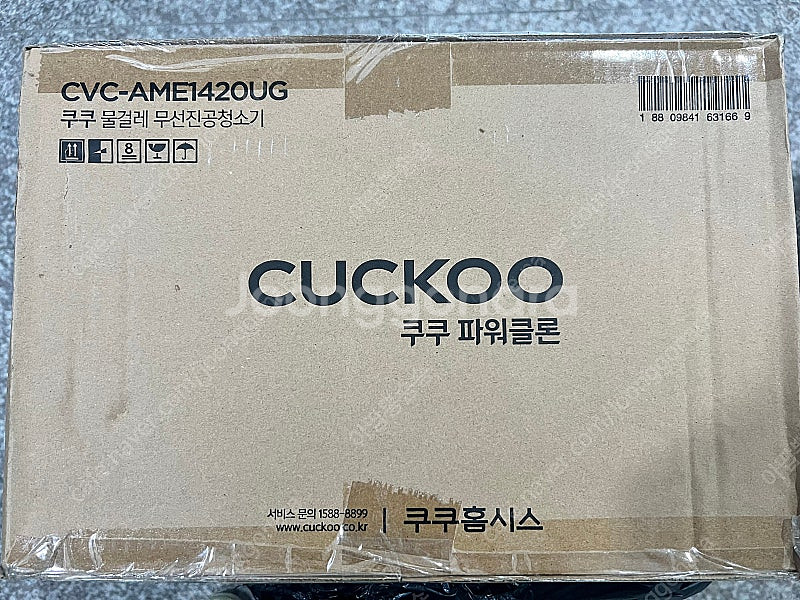 CVC-AME1420UG
쿠쿠 물걸레 무선진공청소기
8
1 88 09841 63166 9
CUCKOO
Joonggonara
쿠쿠 파워클론
서비스 문의 1588-8899
www.cuckoo.co.kr
쿠쿠홈시스